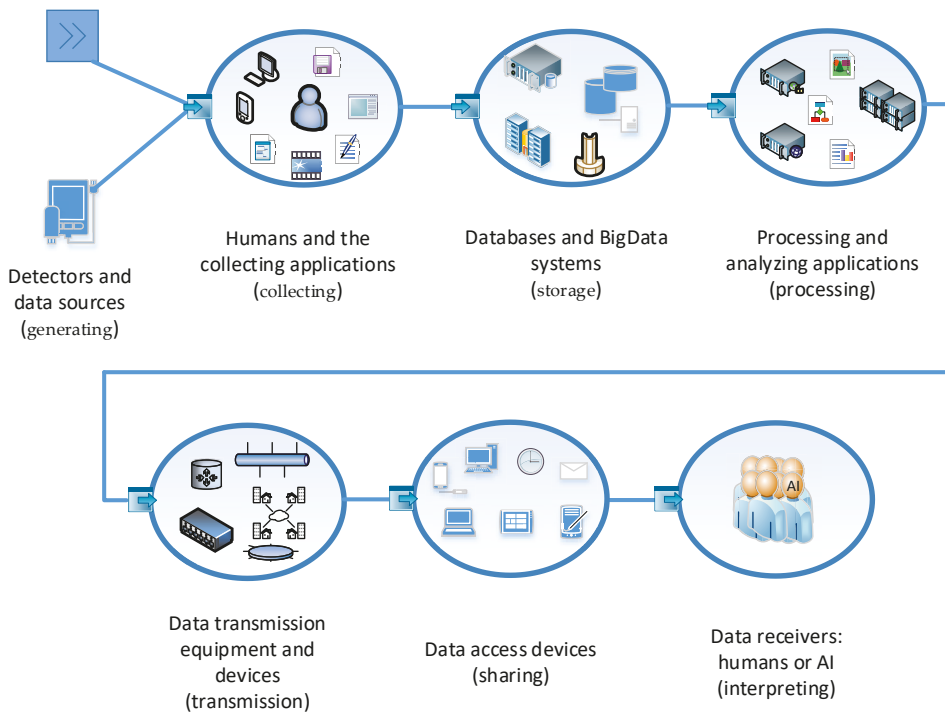 Detectors and
data sources
(generating)
Humans and the
collecting applications
(collecting)
Databases and BigData
systems
(storage)
Processing and
analyzing applications
(processing)
Data transmission
equipment and
devices
(transmission)
Data access devices
(sharing)
AI
Data receivers:
humans or AI
(interpreting)